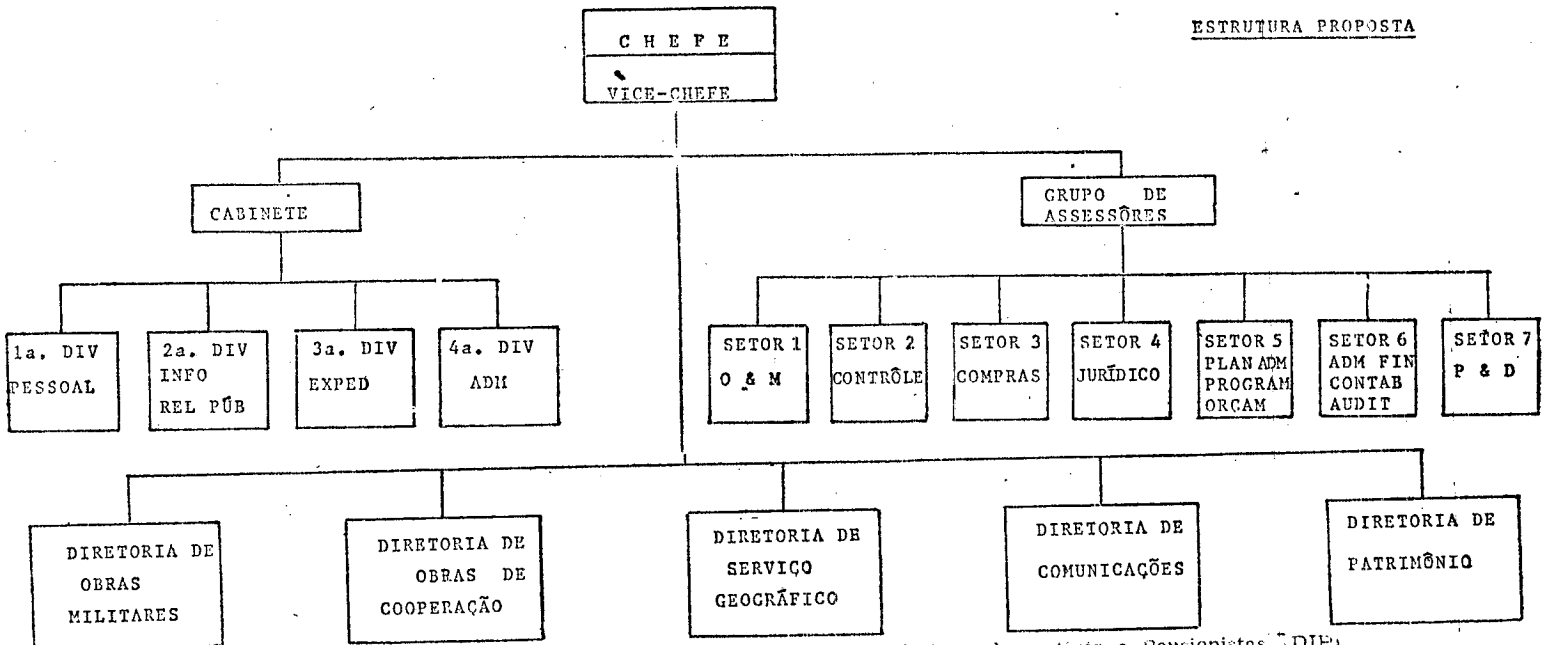 ESTRUTURA PROPOSTA
CHEFE
VICE-CHEFE
CABINETE
GRUPO DE
ASSESSÔRES
1a. DIV
PESSOAL
2a. DIV
INFO
REL PÚB
3a. DIV
EXPED
4a. DIV
ADM
SETOR 1
O & M
SETOR 2
CONTRÔLE
SETOR 3
COMPRAS
SETOR 4
JURÍDICO
SETOR 5
PLAN ADM
PROGRAM
ORÇAM
SETOR 6
ADM FIN
CONTAB
AUDIT
SETOR 7
P & D
DIRETORIA DE
OBRAS
MILITARES
DIRETORIA DE
OBRAS DE
COOPERAÇÃO
DIRETORIA DE
SERVIÇO
GEOGRÁFICO
DIRETORIA DE
COMUNICAÇÕES
DIRETORIA DE
PATRIMÔNIO
Pensionistas